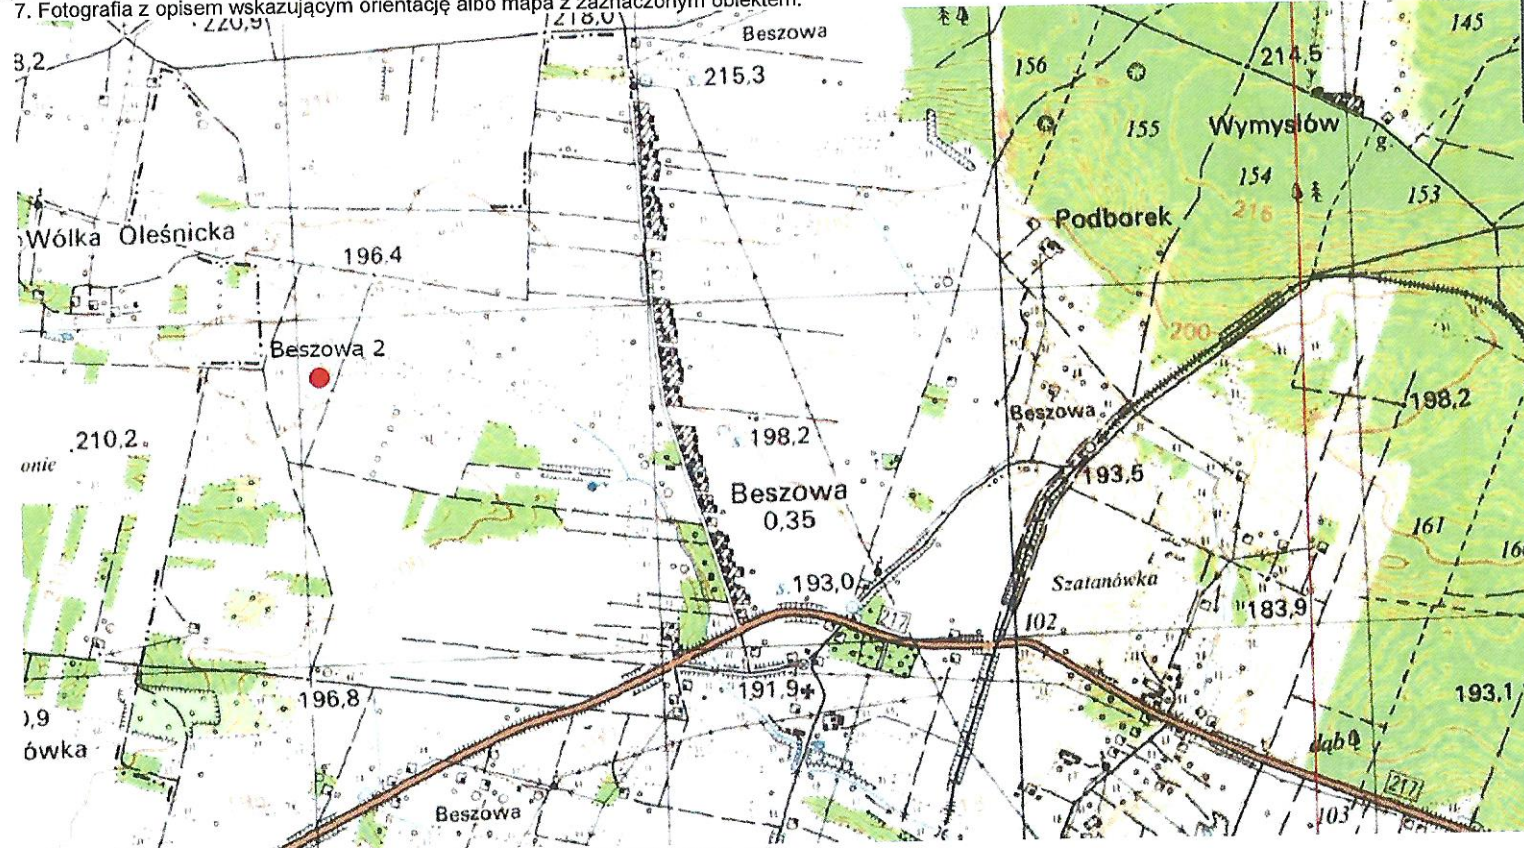 7. Fotografia z opisem wskazującym orientację albo mapa z zaznaczonym obiektem.
220,9
218,0
Beszowa
145
8,2
s. 215.3
156
214,5
155
Wymysłów
g.
154
153
216
Podborek
Wólka Oleśnicka
196.4
200
Beszowa 2
198,2
Beszowa
210,2
s 198,2
onie
193,5
Beszowa
0,35
161
16
s. 193,0
Szatanówka
183,9
217
102
191,9
196,8
193,1
),9
ówka
dąb
217
Beszowa
103